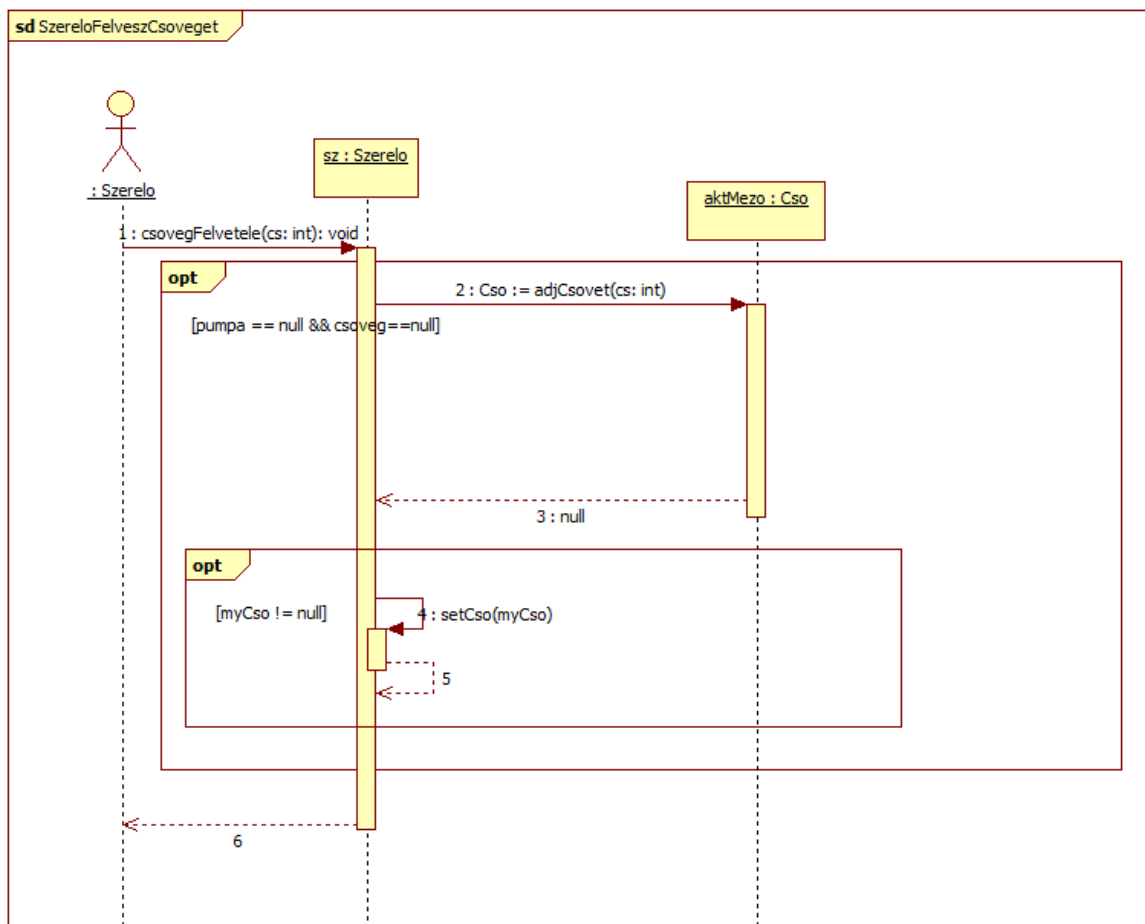 sd SzereloFelveszCsoveget
: Szerelo
sz : Szerelo
aktMezo : Cso
1 : csovegFelvetele(cs: int): void
opt
2 : Cso := adjCsovet(cs: int)
[pumpa == null && csoveg==null]
3 : null
opt
[myCso != null]
4 : setCso(myCso)
5
6